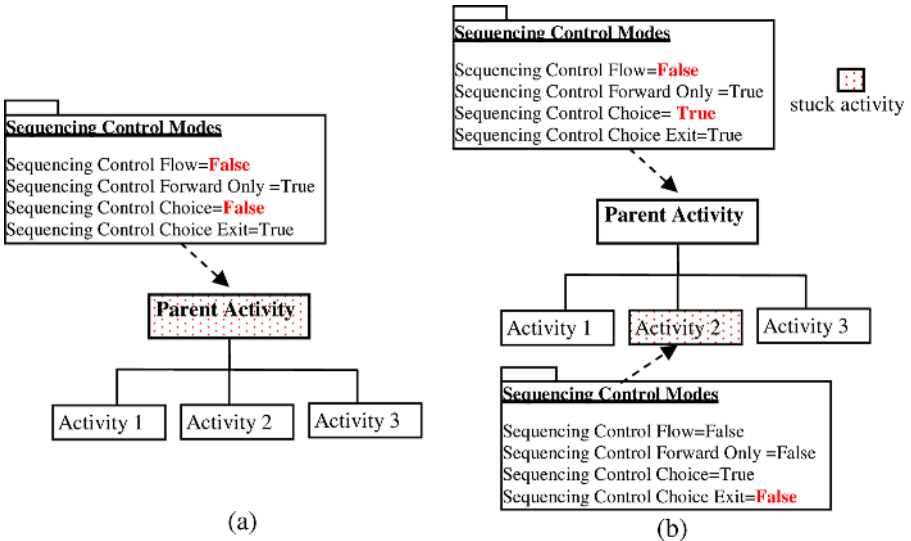 Sequencing Control Modes
Sequencing Control Flow=False
Sequencing Control Forward Only =True
Sequencing Control Choice=False
Sequencing Control Choice Exit=True
Parent Activity
Activity 1
Activity 2
Activity 3
(a)
Sequencing Control Modes
Sequencing Control Flow=False
Sequencing Control Forward Only =True
Sequencing Control Choice= True
Sequencing Control Choice Exit=True
stuck activity
Parent Activity
Activity 1
Activity 2
Activity 3
Sequencing Control Modes
Sequencing Control Flow=False
Sequencing Control Forward Only =False
Sequencing Control Choice=True
Sequencing Control Choice Exit=False
(b)